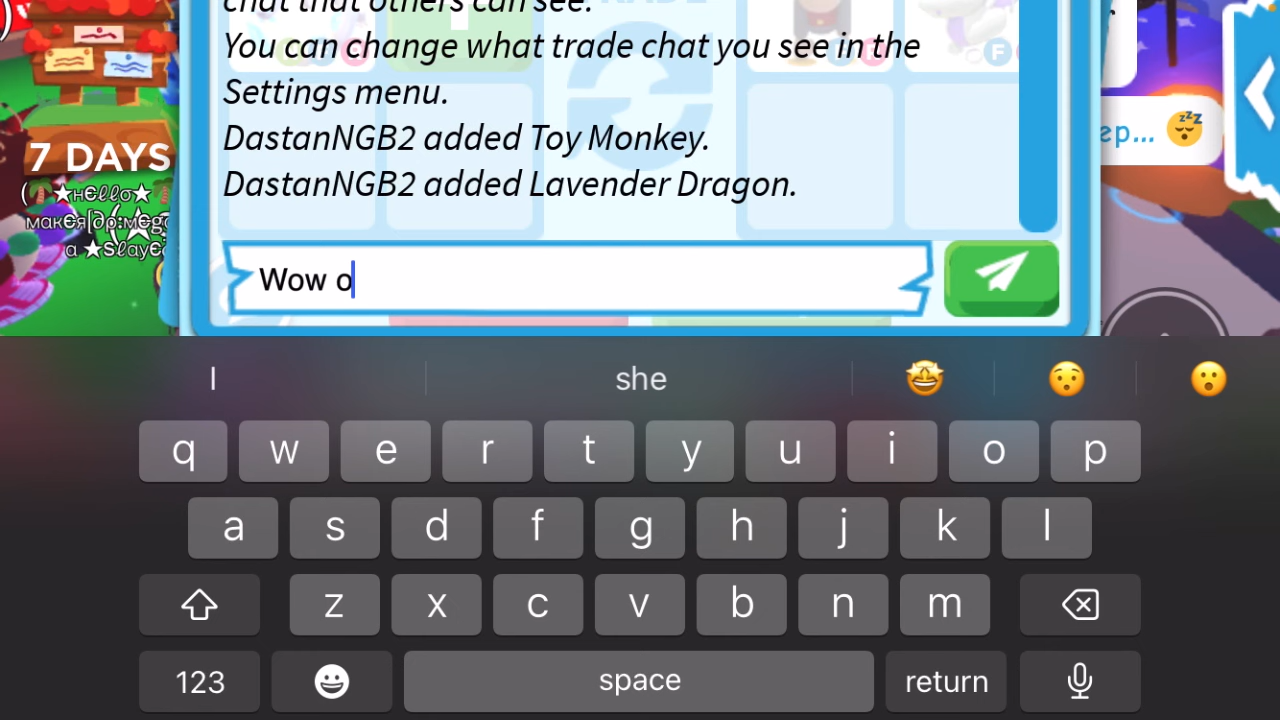 chat that others can see.
You can change what trade chat you see in the
Settings menu.
DastanNGB2 added Toy Monkey.
DastanNGB2 added Lavender Dragon.
7 DAYS
ep...
F
Wow o
I she
q w e r t y u i o p
a s d f g h j k l
z x c v b n m
123 space return